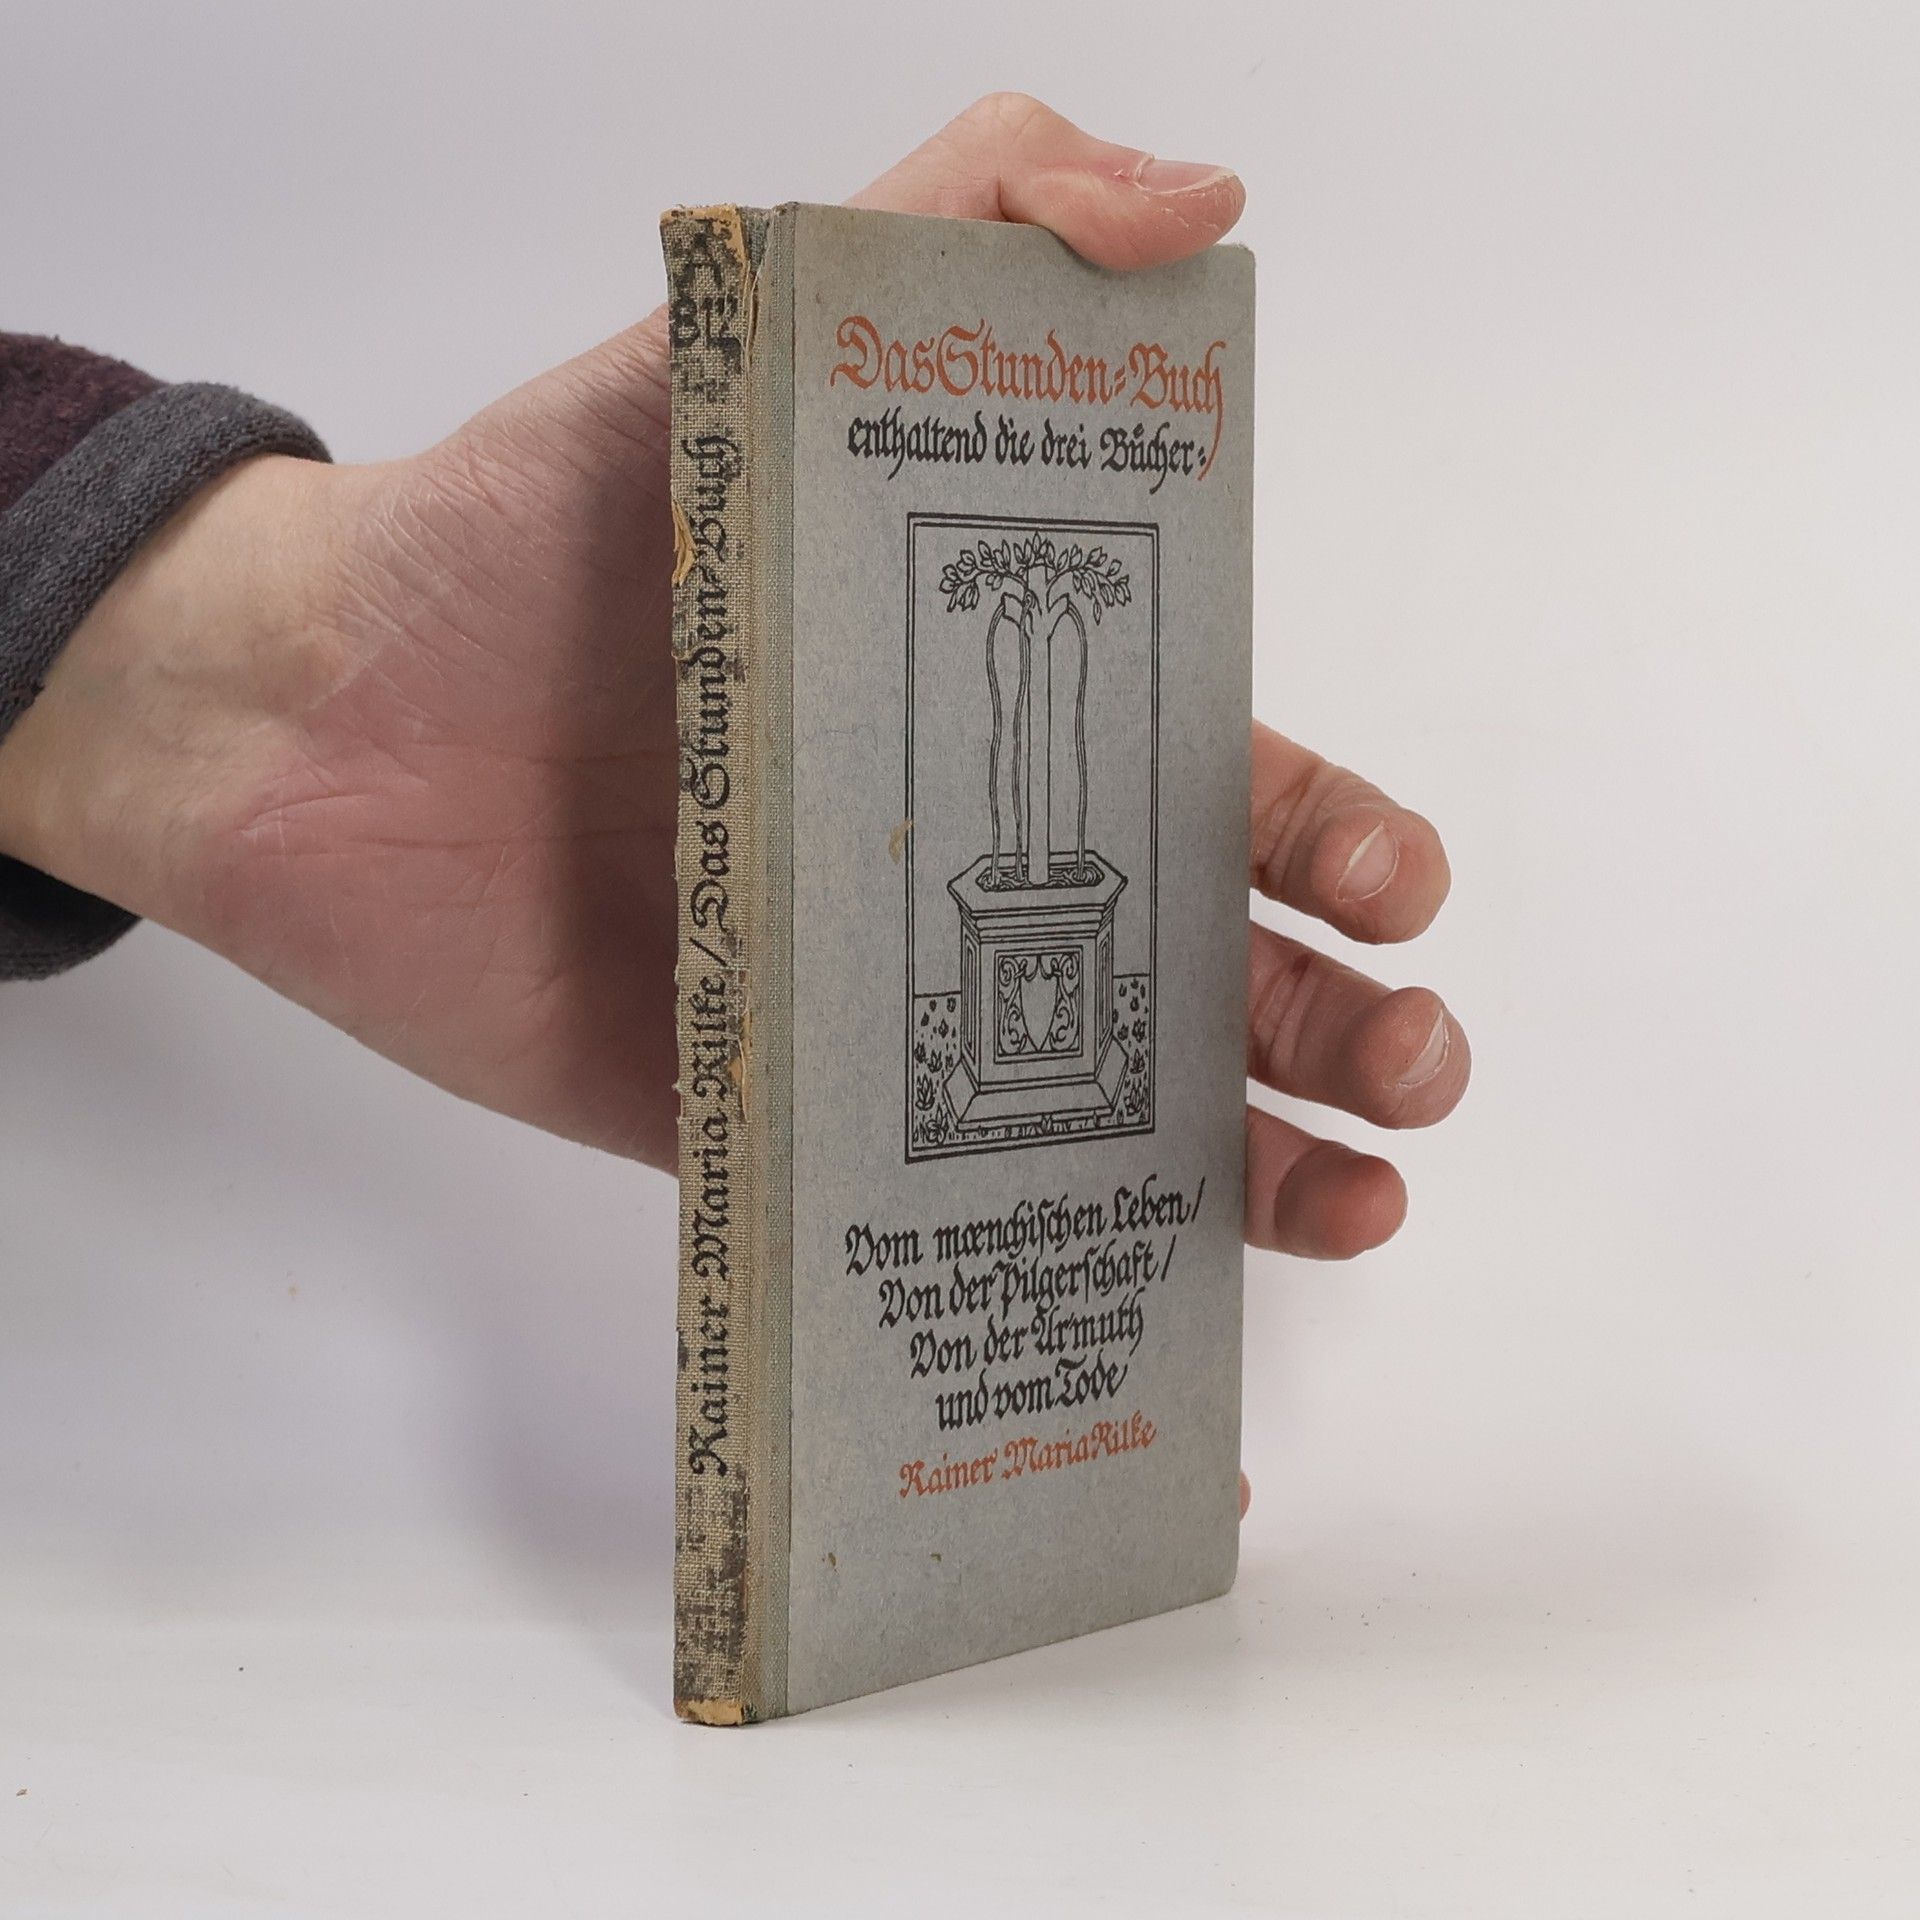 Rainer Maria Rilke / Das Stunden-Buch
Das Stunden-Buch
enthaltend die drei Bücher:
Vom mœnchiſchen Leben /
Von der Pilgerſchaft /
Von der Armuth
und vom Tode
Rainer Maria Rilke